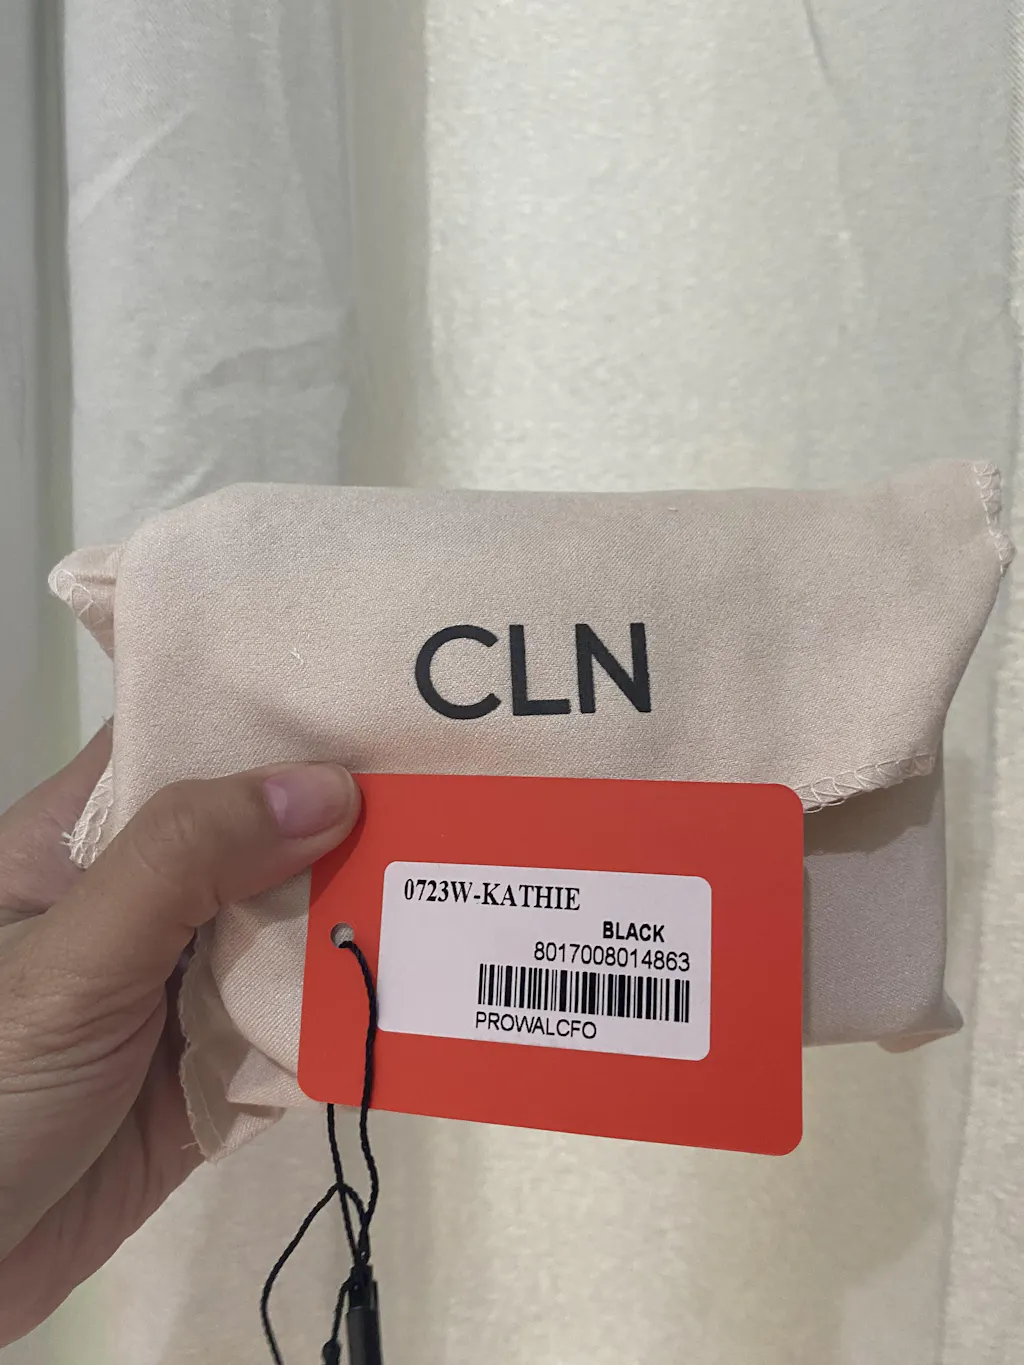 CLN
0723W-KATHIE
BLACK
8017008014863
PROWALCFO